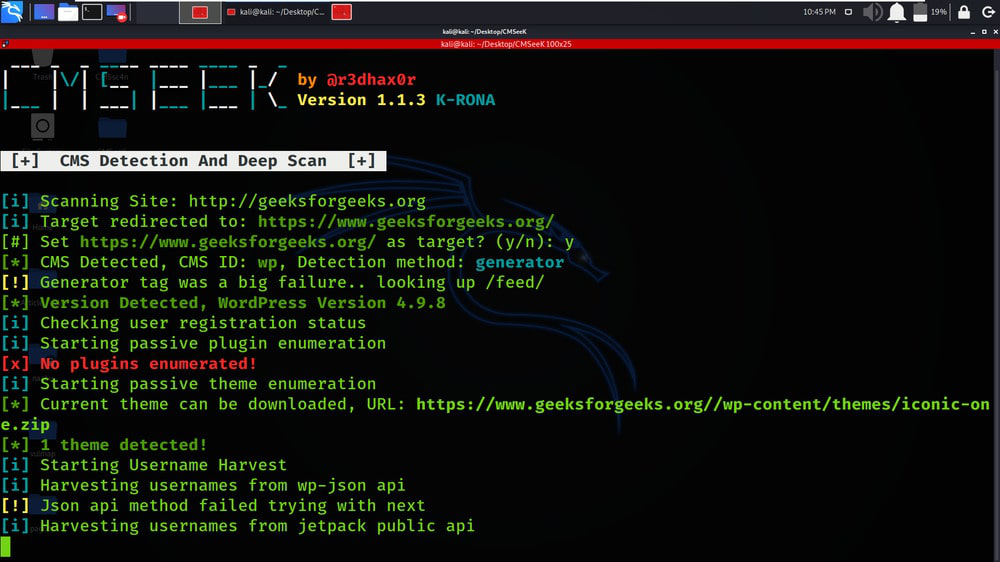 kali@kali: ~/Desktop/C...
10:45 PM
19%
kali@kali: ~/Desktop/CMSeeK
kali@kali: ~/Desktop/CMSeeK 100x25
by @r3dhax0r
Version 1.1.3 K-RONA
[+] CMS Detection And Deep Scan [+]
[i] Scanning Site: http://geeksforgeeks.org
[i] Target redirected to: https://www.geeksforgeeks.org/
[#] Set https://www.geeksforgeeks.org/ as target? (y/n): y
[*] CMS Detected, CMS ID: wp, Detection method: generator
[!] Generator tag was a big failure.. looking up /feed/
[*] Version Detected, WordPress Version 4.9.8
[i] Checking user registration status
[i] Starting passive plugin enumeration
[x] No plugins enumerated!
[i] Starting passive theme enumeration
[*] Current theme can be downloaded, URL: https://www.geeksforgeeks.org//wp-content/themes/iconic-on
e.zip
[*] 1 theme detected!
[i] Starting Username Harvest
[i] Harvesting usernames from wp-json api
[!] Json api method failed trying with next
[i] Harvesting usernames from jetpack public api